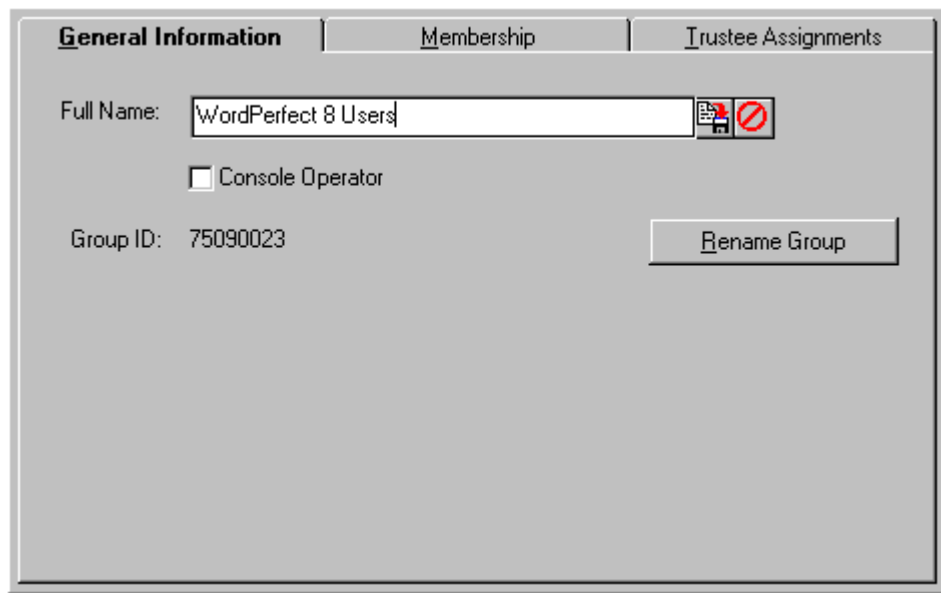 General Information Membership Trustee Assignments
Full Name: WordPerfect 8 Users
Console Operator
Group ID: 75090023 Rename Group